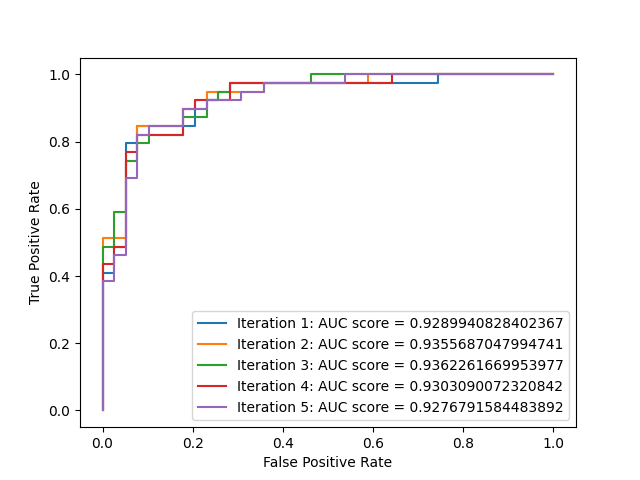 1.0
0.8
0.6
0.4
0.2
0.0
True Positive Rate
Iteration 1: AUC score = 0.9289940828402367
Iteration 2: AUC score = 0.9355687047994741
Iteration 3: AUC score = 0.9362261669953977
Iteration 4: AUC score = 0.9303090072320842
Iteration 5: AUC score = 0.9276791584483892
0.0 0.2 0.4 0.6 0.8 1.0
False Positive Rate